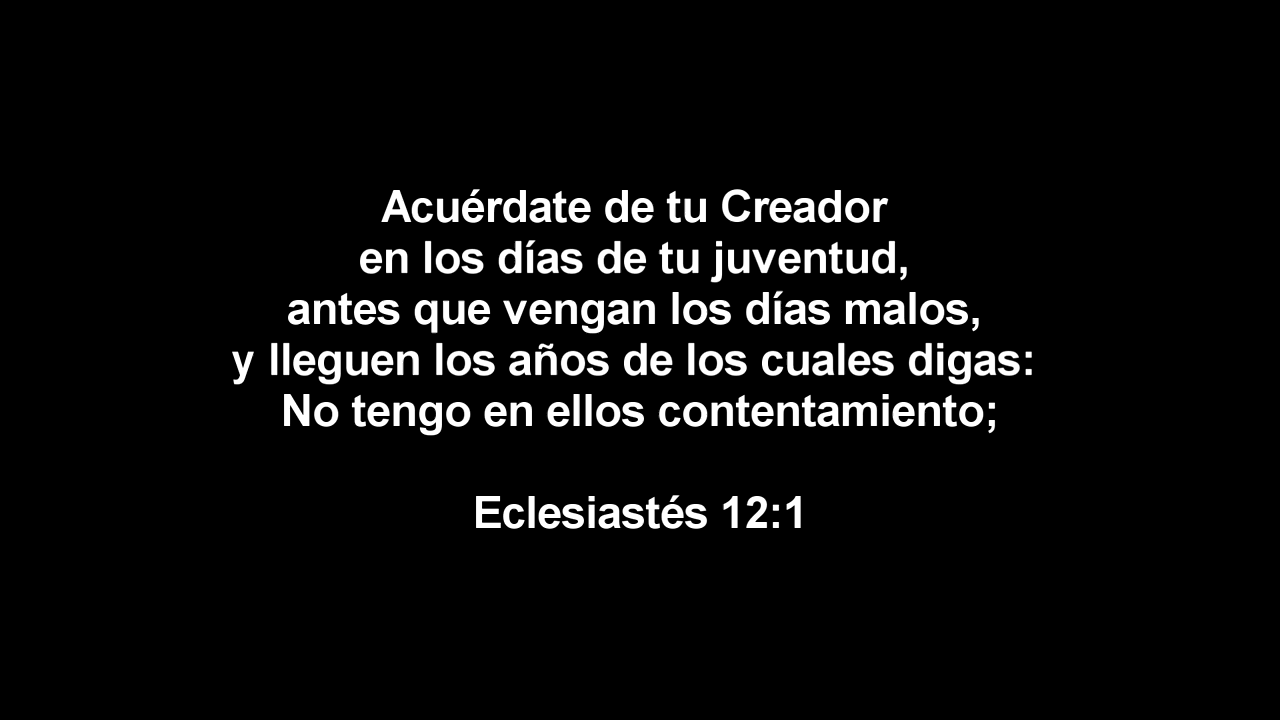 Acuérdate de tu Creador
en los días de tu juventud,
antes que vengan los días malos,
y lleguen los años de los cuales digas:
No tengo en ellos contentamiento;
Eclesiastés 12:1